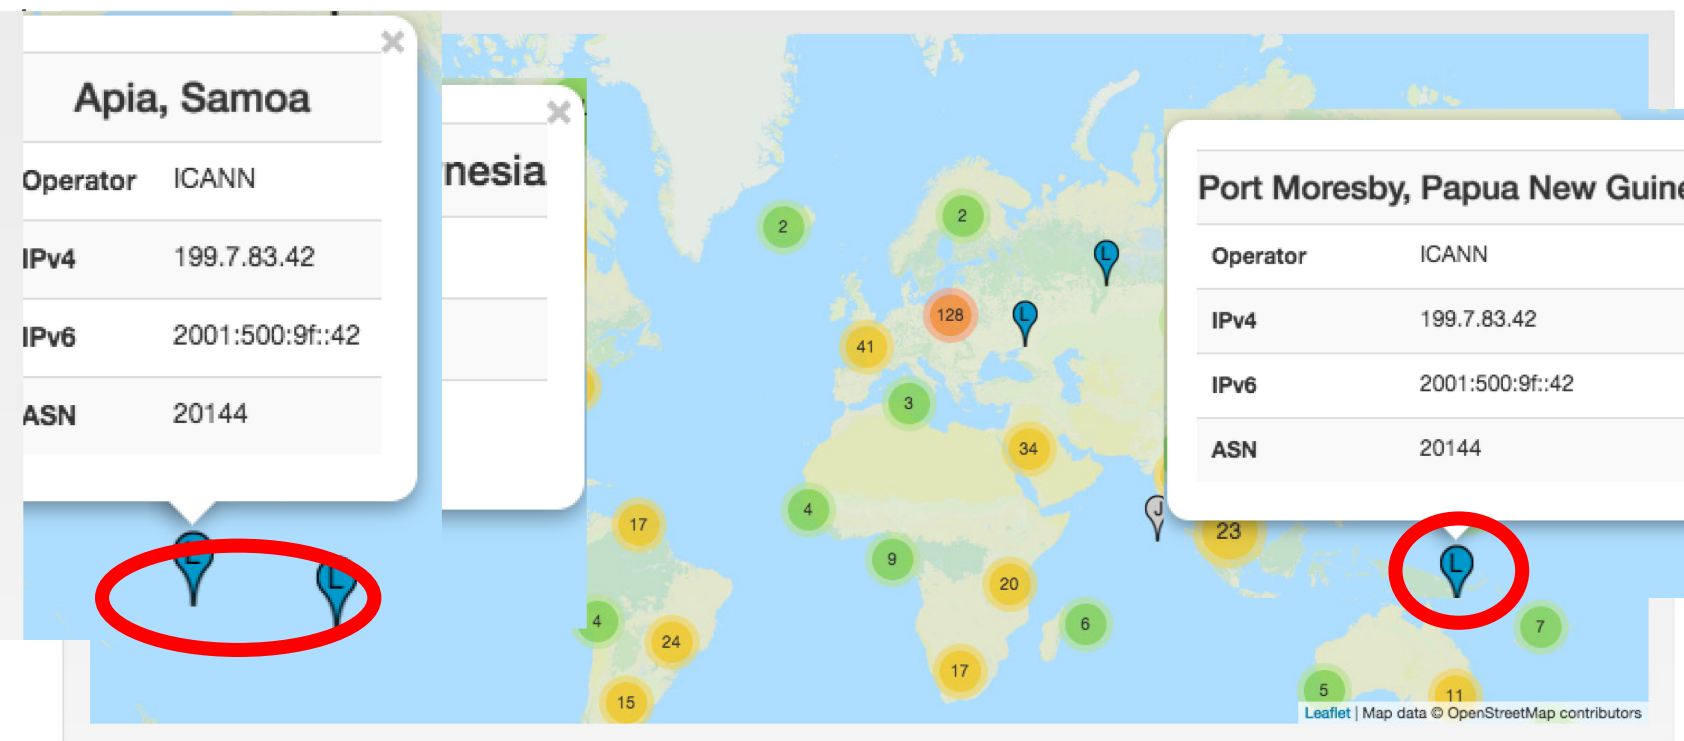 ×
Apia, Samoa
Operator ICANN
IPv4 199.7.83.42
IPv6 2001:500:9f::42
ASN 20144
L
L
×
nesia
Port Moresby, Papua New Guine
Operator ICANN
IPv4 199.7.83.42
IPv6 2001:500:9f::42
ASN 20144
L
2
2
L
128
L
41
3
34
4
J
17
23
9
20
4
6
7
24
17
5
11
15
Leaflet | Map data © OpenStreetMap contributors